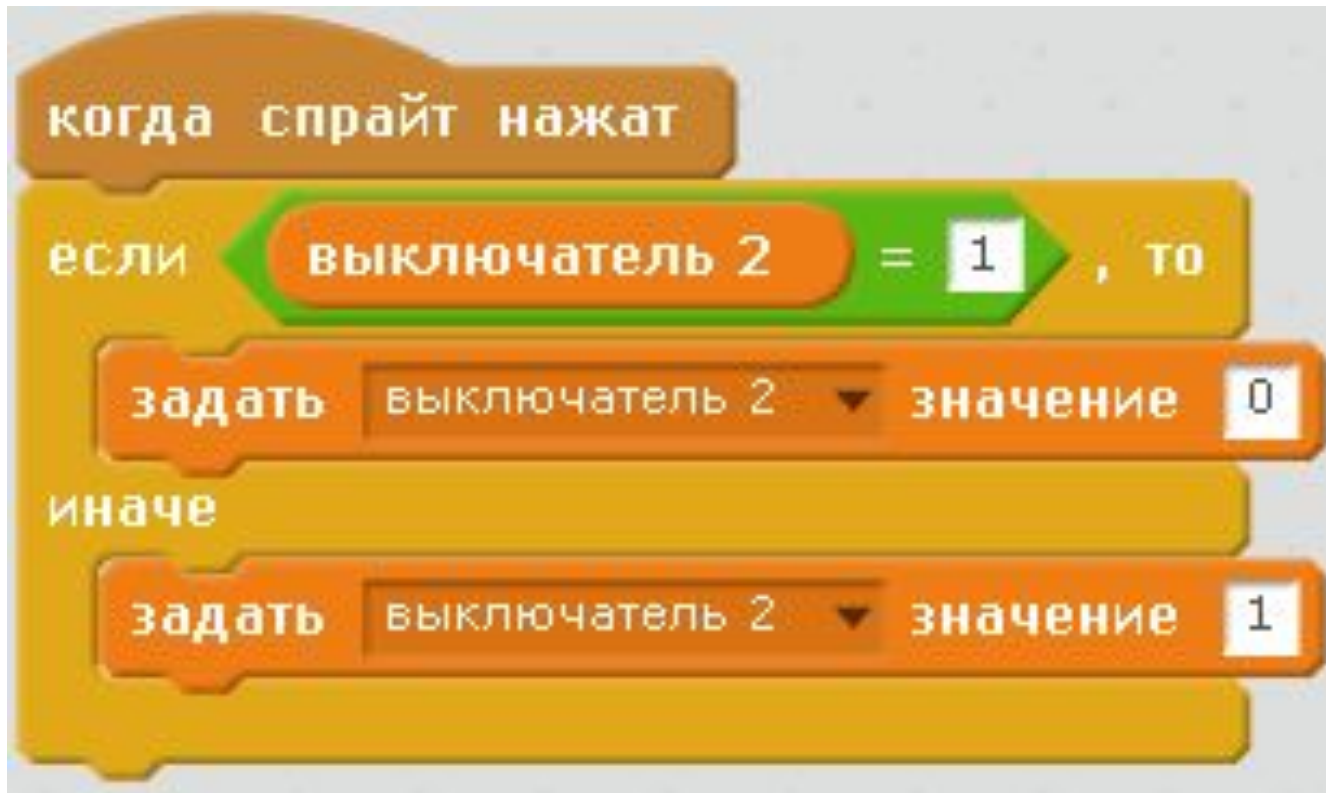 когда спрайт нажат
если выключатель 2 = 1 , то
задать выключатель 2 значение 0
иначе
задать выключатель 2 значение 1